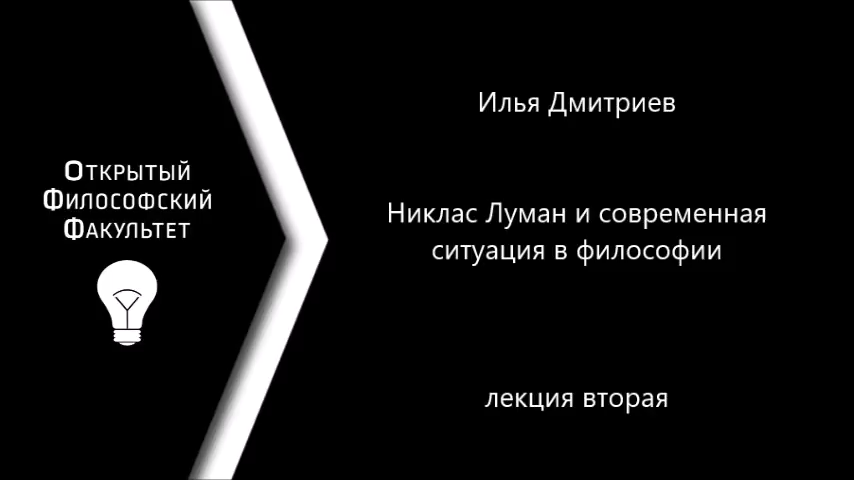 Открытый
Философский
Факультет
Илья Дмитриев
Никлас Луман и современная
ситуация в философии
лекция вторая